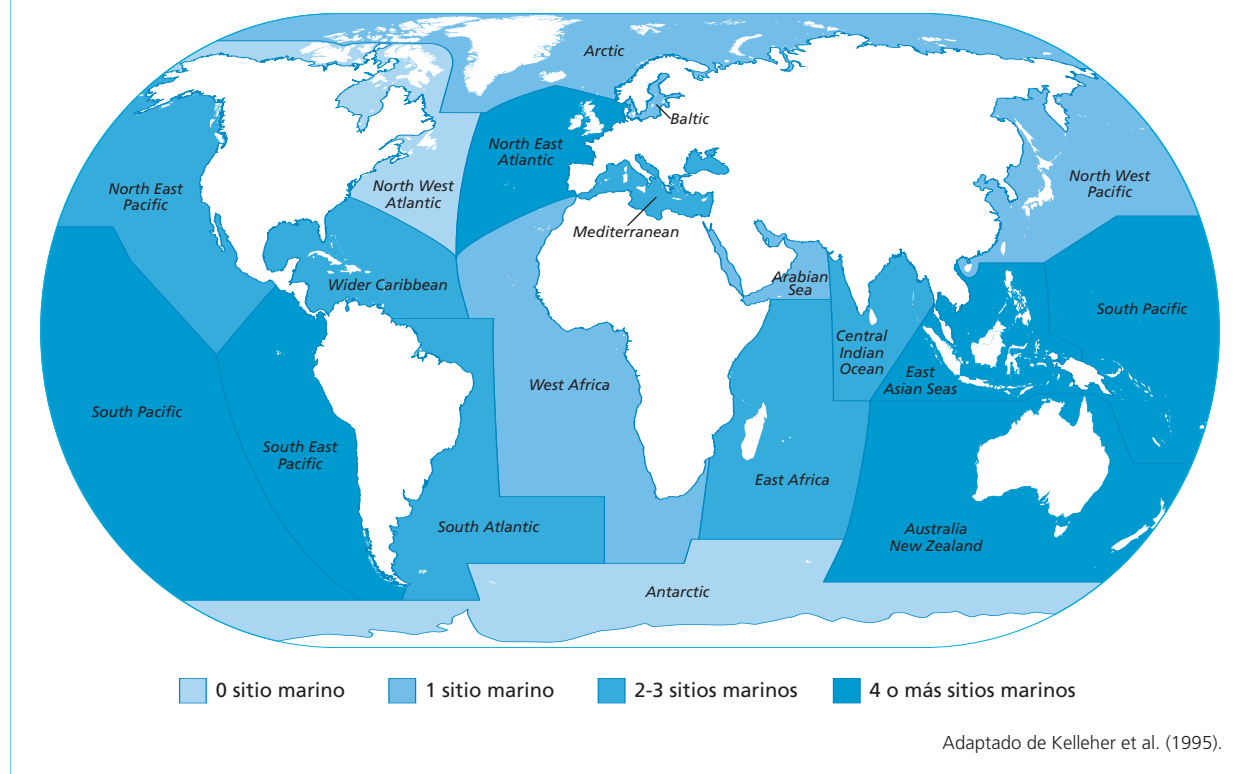 Arctic
Baltic
North East
Atlantic
North West
Atlantic
North East
Pacific
North West
Pacific
Mediterranean
Arabian
Sea
Wider Caribbean
South Pacific
Central
Indian
Ocean
East
Asian Seas
West Africa
South Pacific
South East
Pacific
East Africa
South Atlantic
Australia
New Zealand
Antarctic
0 sitio marino
1 sitio marino
2-3 sitios marinos
4 o más sitios marinos
Adaptado de Kelleher et al. (1995).